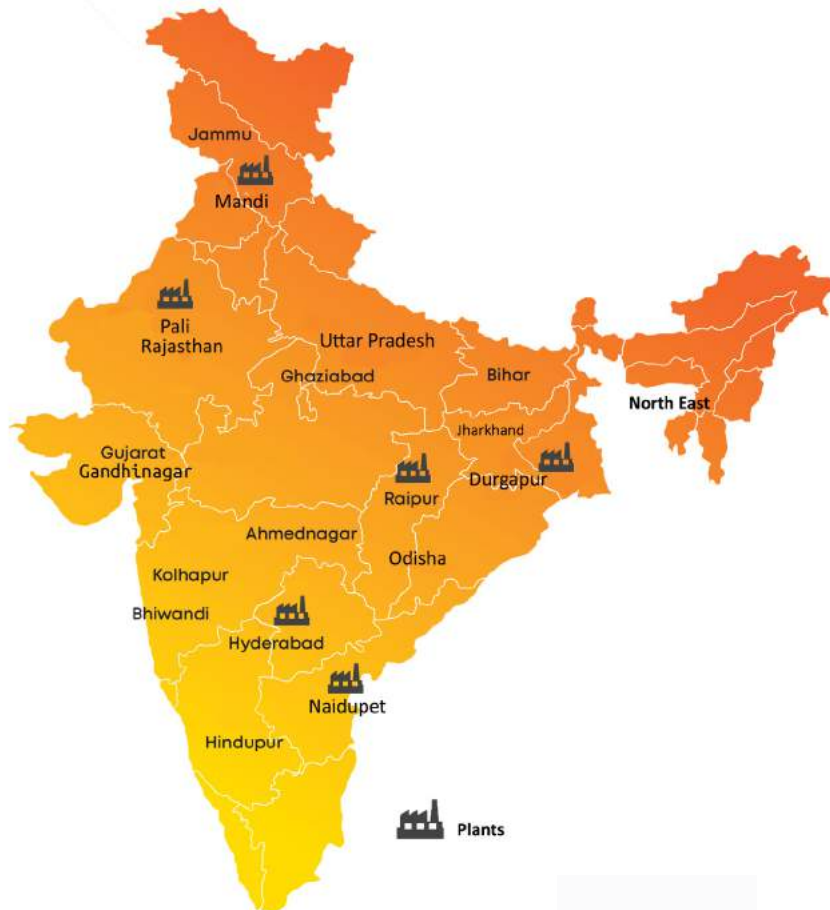 Jammu
Mandi
Pali
Rajasthan
Uttar Pradesh
Ghaziabad
Bihar
North East
Jharkhand
Gujarat
Gandhinagar
Durgapur
Raipur
Ahmednagar
Odisha
Kolhapur
Bhiwandi
Hyderabad
Naidupet
Hindupur
Plants